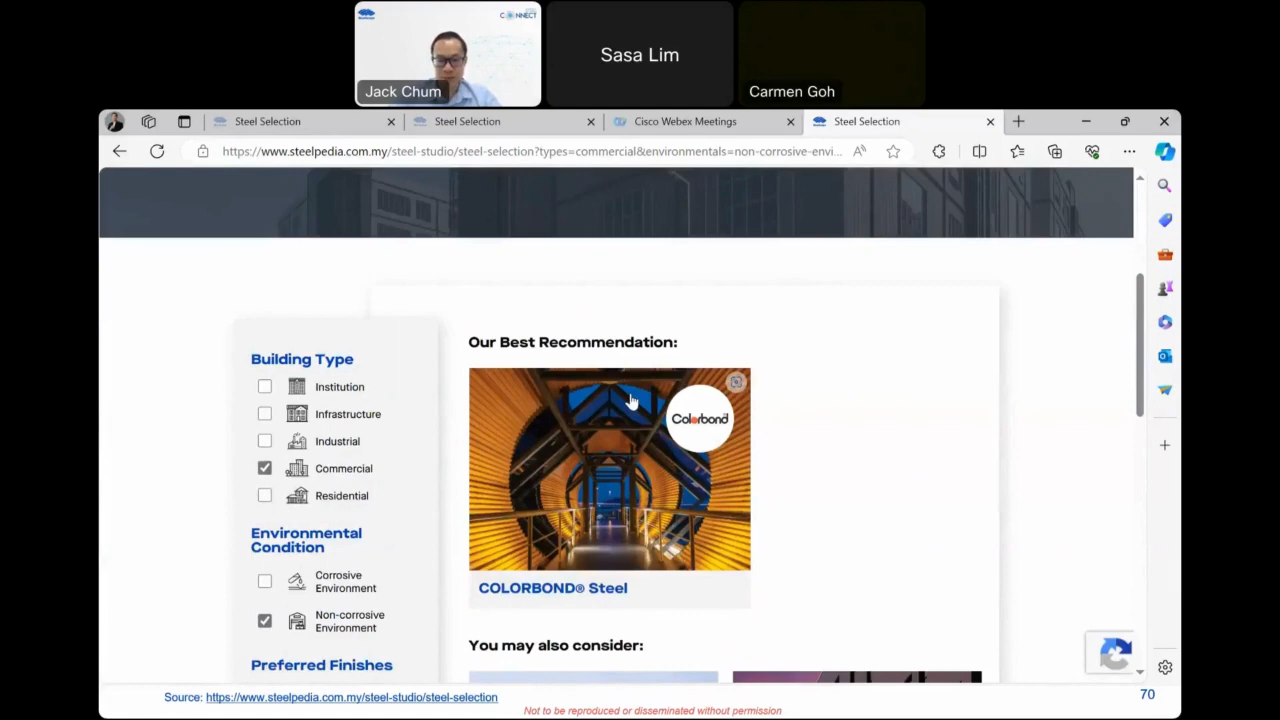 CONNECT
Jack Chum
Sasa Lim
Carmen Goh
Steel Selection
Steel Selection
Cisco Webex Meetings
Steel Selection
https://www.steelpedia.com.my/steel-studio/steel-selection?types=commercial&environmentals=non-corrosive-envi...
Building Type
Institution
Infrastructure
Industrial
Commercial
Residential
Environmental
Condition
Corrosive
Environment
Non-corrosive
Environment
Preferred Finishes
Our Best Recommendation:
Colorbond
COLORBOND® Steel
You may also consider:
Source: https://www.steelpedia.com.my/steel-studio/steel-selection
70
Not to be reproduced or disseminated without permission